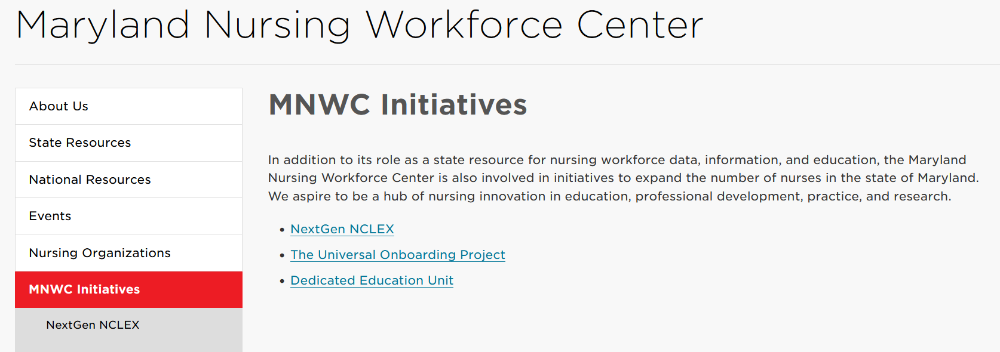 Maryland Nursing Workforce Center
About Us
State Resources
National Resources
Events
Nursing Organizations
MNWC Initiatives
NextGen NCLEX
MNWC Initiatives
In addition to its role as a state resource for nursing workforce data, information, and education, the Maryland
Nursing Workforce Center is also involved in initiatives to expand the number of nurses in the state of Maryland.
We aspire to be a hub of nursing innovation in education, professional development, practice, and research.
• NextGen NCLEX
• The Universal Onboarding Project
• Dedicated Education Unit